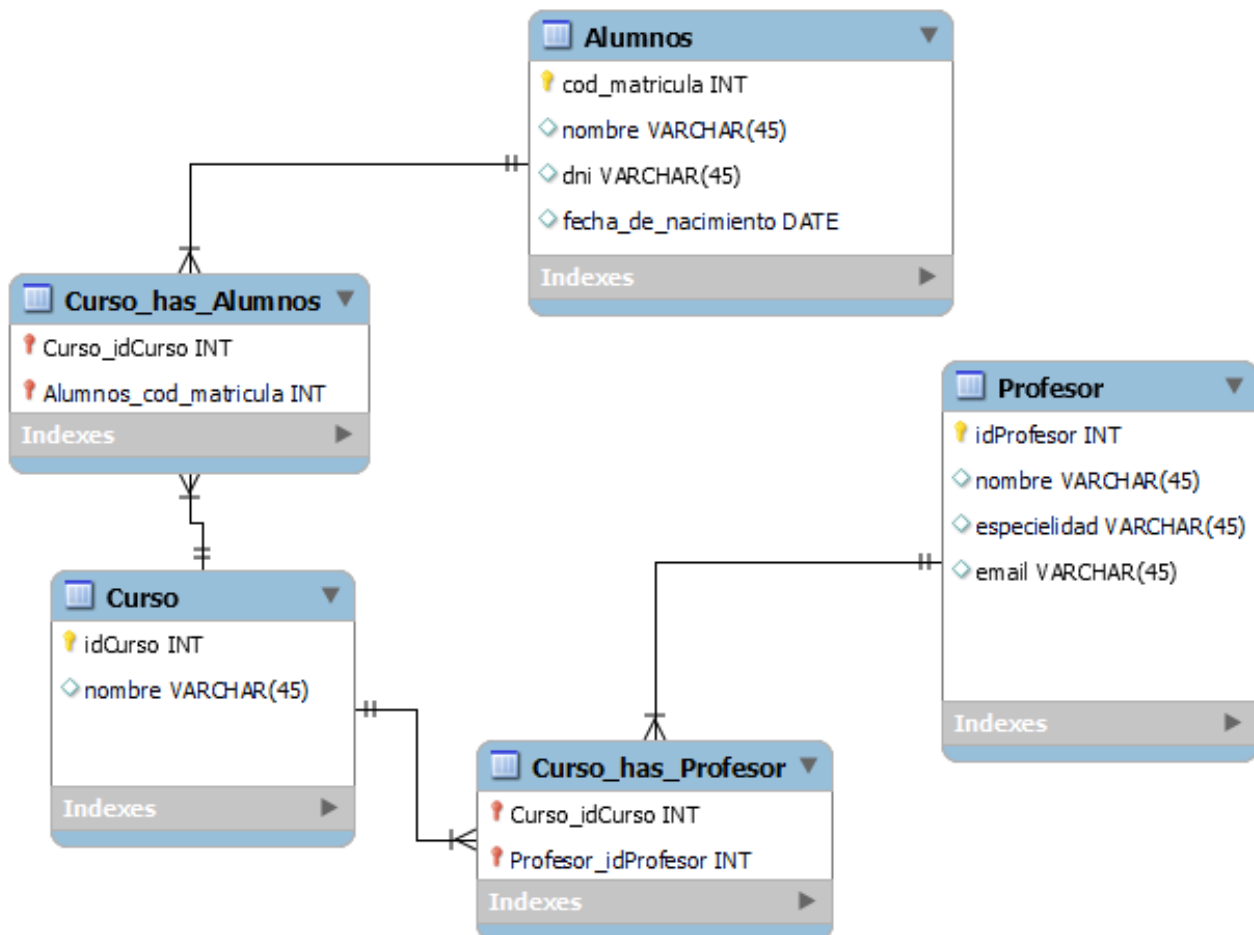 Alumnos
cod_matricula INT
nombre VARCHAR(45)
dni VARCHAR(45)
fecha_de_nacimiento DATE
Indexes
Curso_has_Alumnos
Curso_idCurso INT
Alumnos_cod_matricula INT
Indexes
Profesor
idProfesor INT
nombre VARCHAR(45)
especielidad VARCHAR(45)
email VARCHAR(45)
Indexes
Curso
idCurso INT
nombre VARCHAR(45)
Indexes
Curso_has_Profesor
Curso_idCurso INT
Profesor_idProfesor INT
Indexes